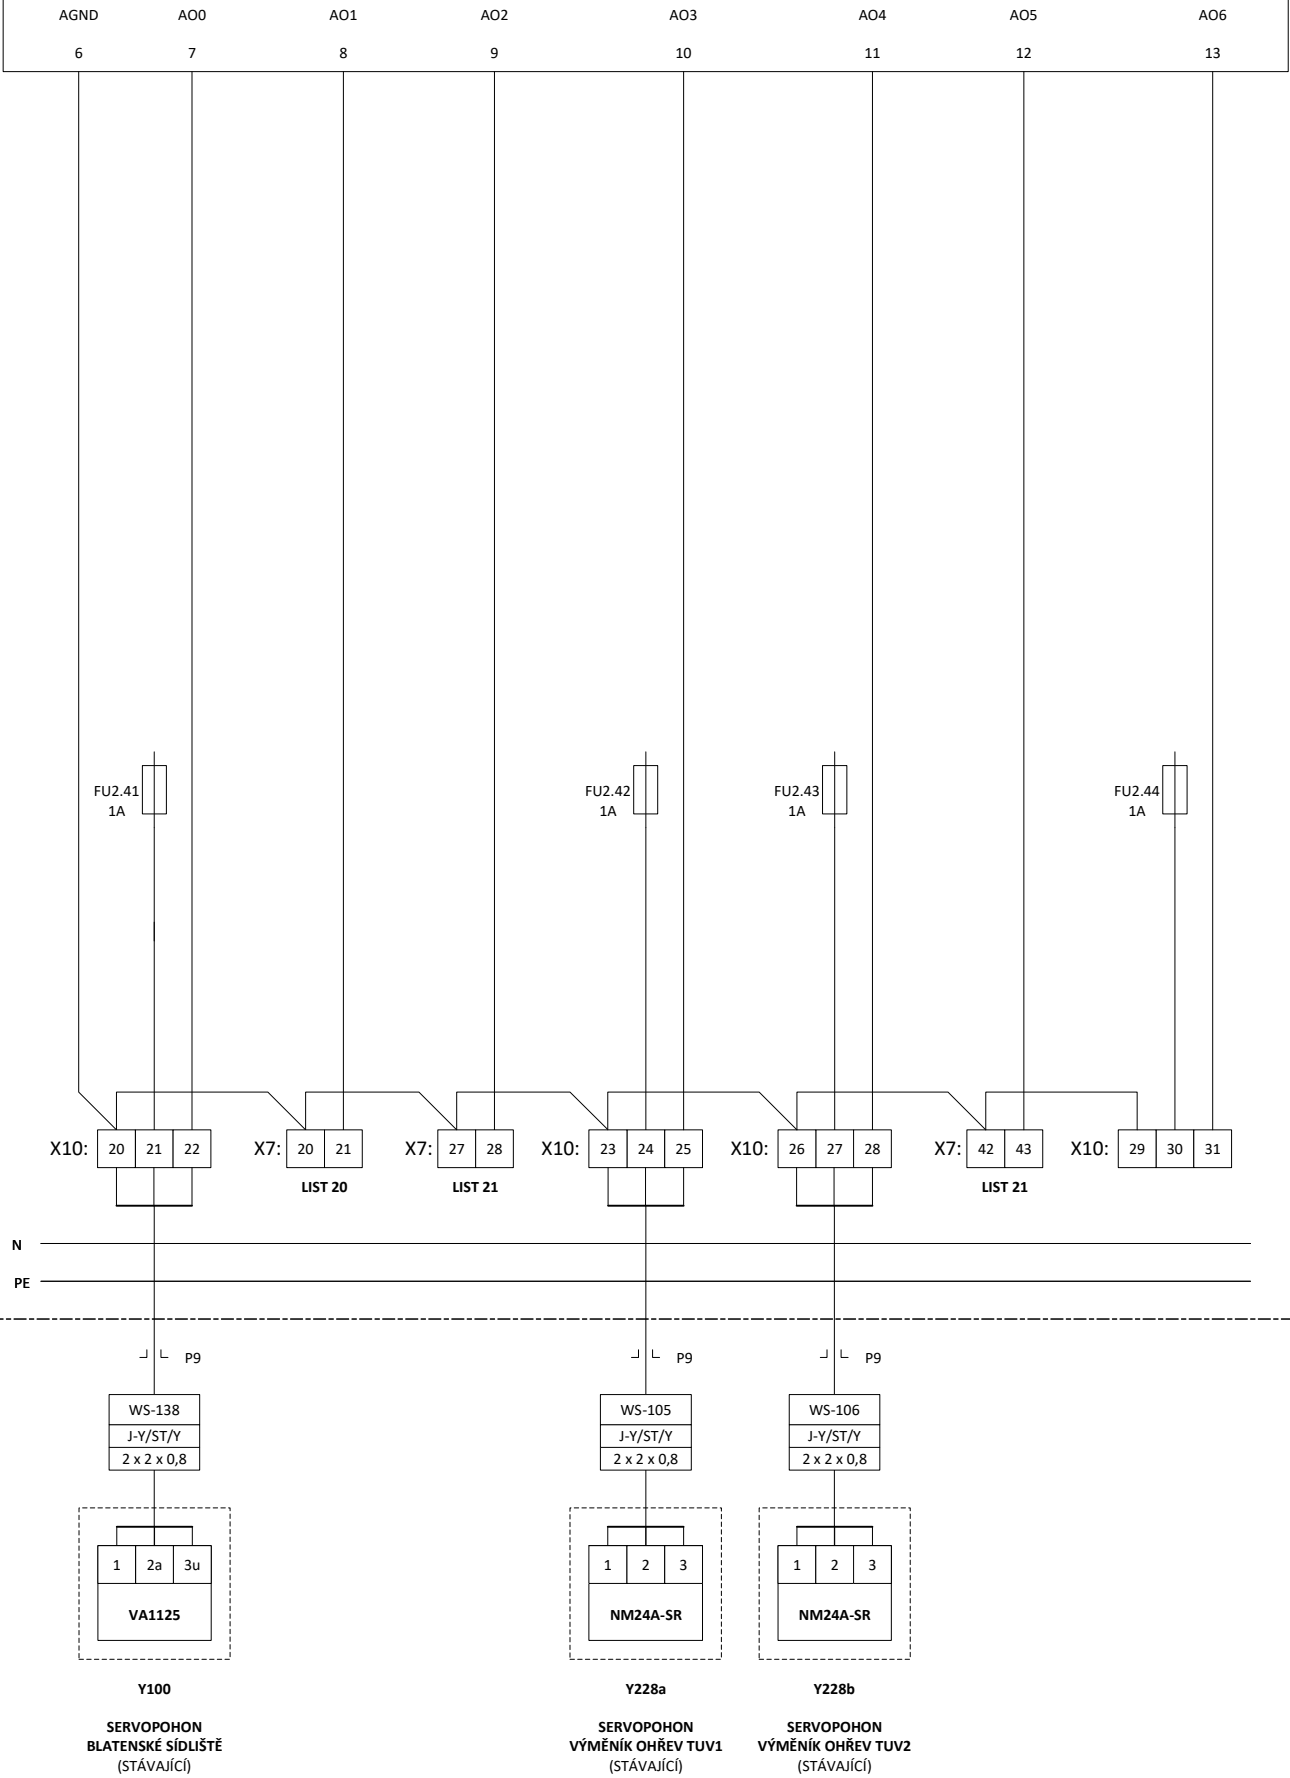 AGND AO0 AO1 AO2 AO3 AO4 AO5 AO6
6 7 8 9 10 11 12 13
FU2.41 FU2.42 FU2.43 FU2.44
1A 1A 1A 1A
X10: 20 21 22 X7: 20 21 X7: 27 28 X10: 23 24 25 X10: 26 27 28 X7: 42 43 X10: 29 30 31
LIST 20 LIST 21 LIST 21
N
PE
P9 P9 P9
WS-138 WS-105 WS-106
J-Y/ST/Y J-Y/ST/Y J-Y/ST/Y
2 x 2 x 0,8 2 x 2 x 0,8 2 x 2 x 0,8
1 2a 3u 1 2 3 1 2 3
VA1125 NM24A-SR NM24A-SR
Y100 Y228a Y228b
SERVOPOHON SERVOPOHON SERVOPOHON
BLATENSKÉ SÍDLIŠTĚ VÝMĚNÍK OHŘEV TUV1 VÝMĚNÍK OHŘEV TUV2
(STÁVAJÍCÍ) (STÁVAJÍCÍ) (STÁVAJÍCÍ)